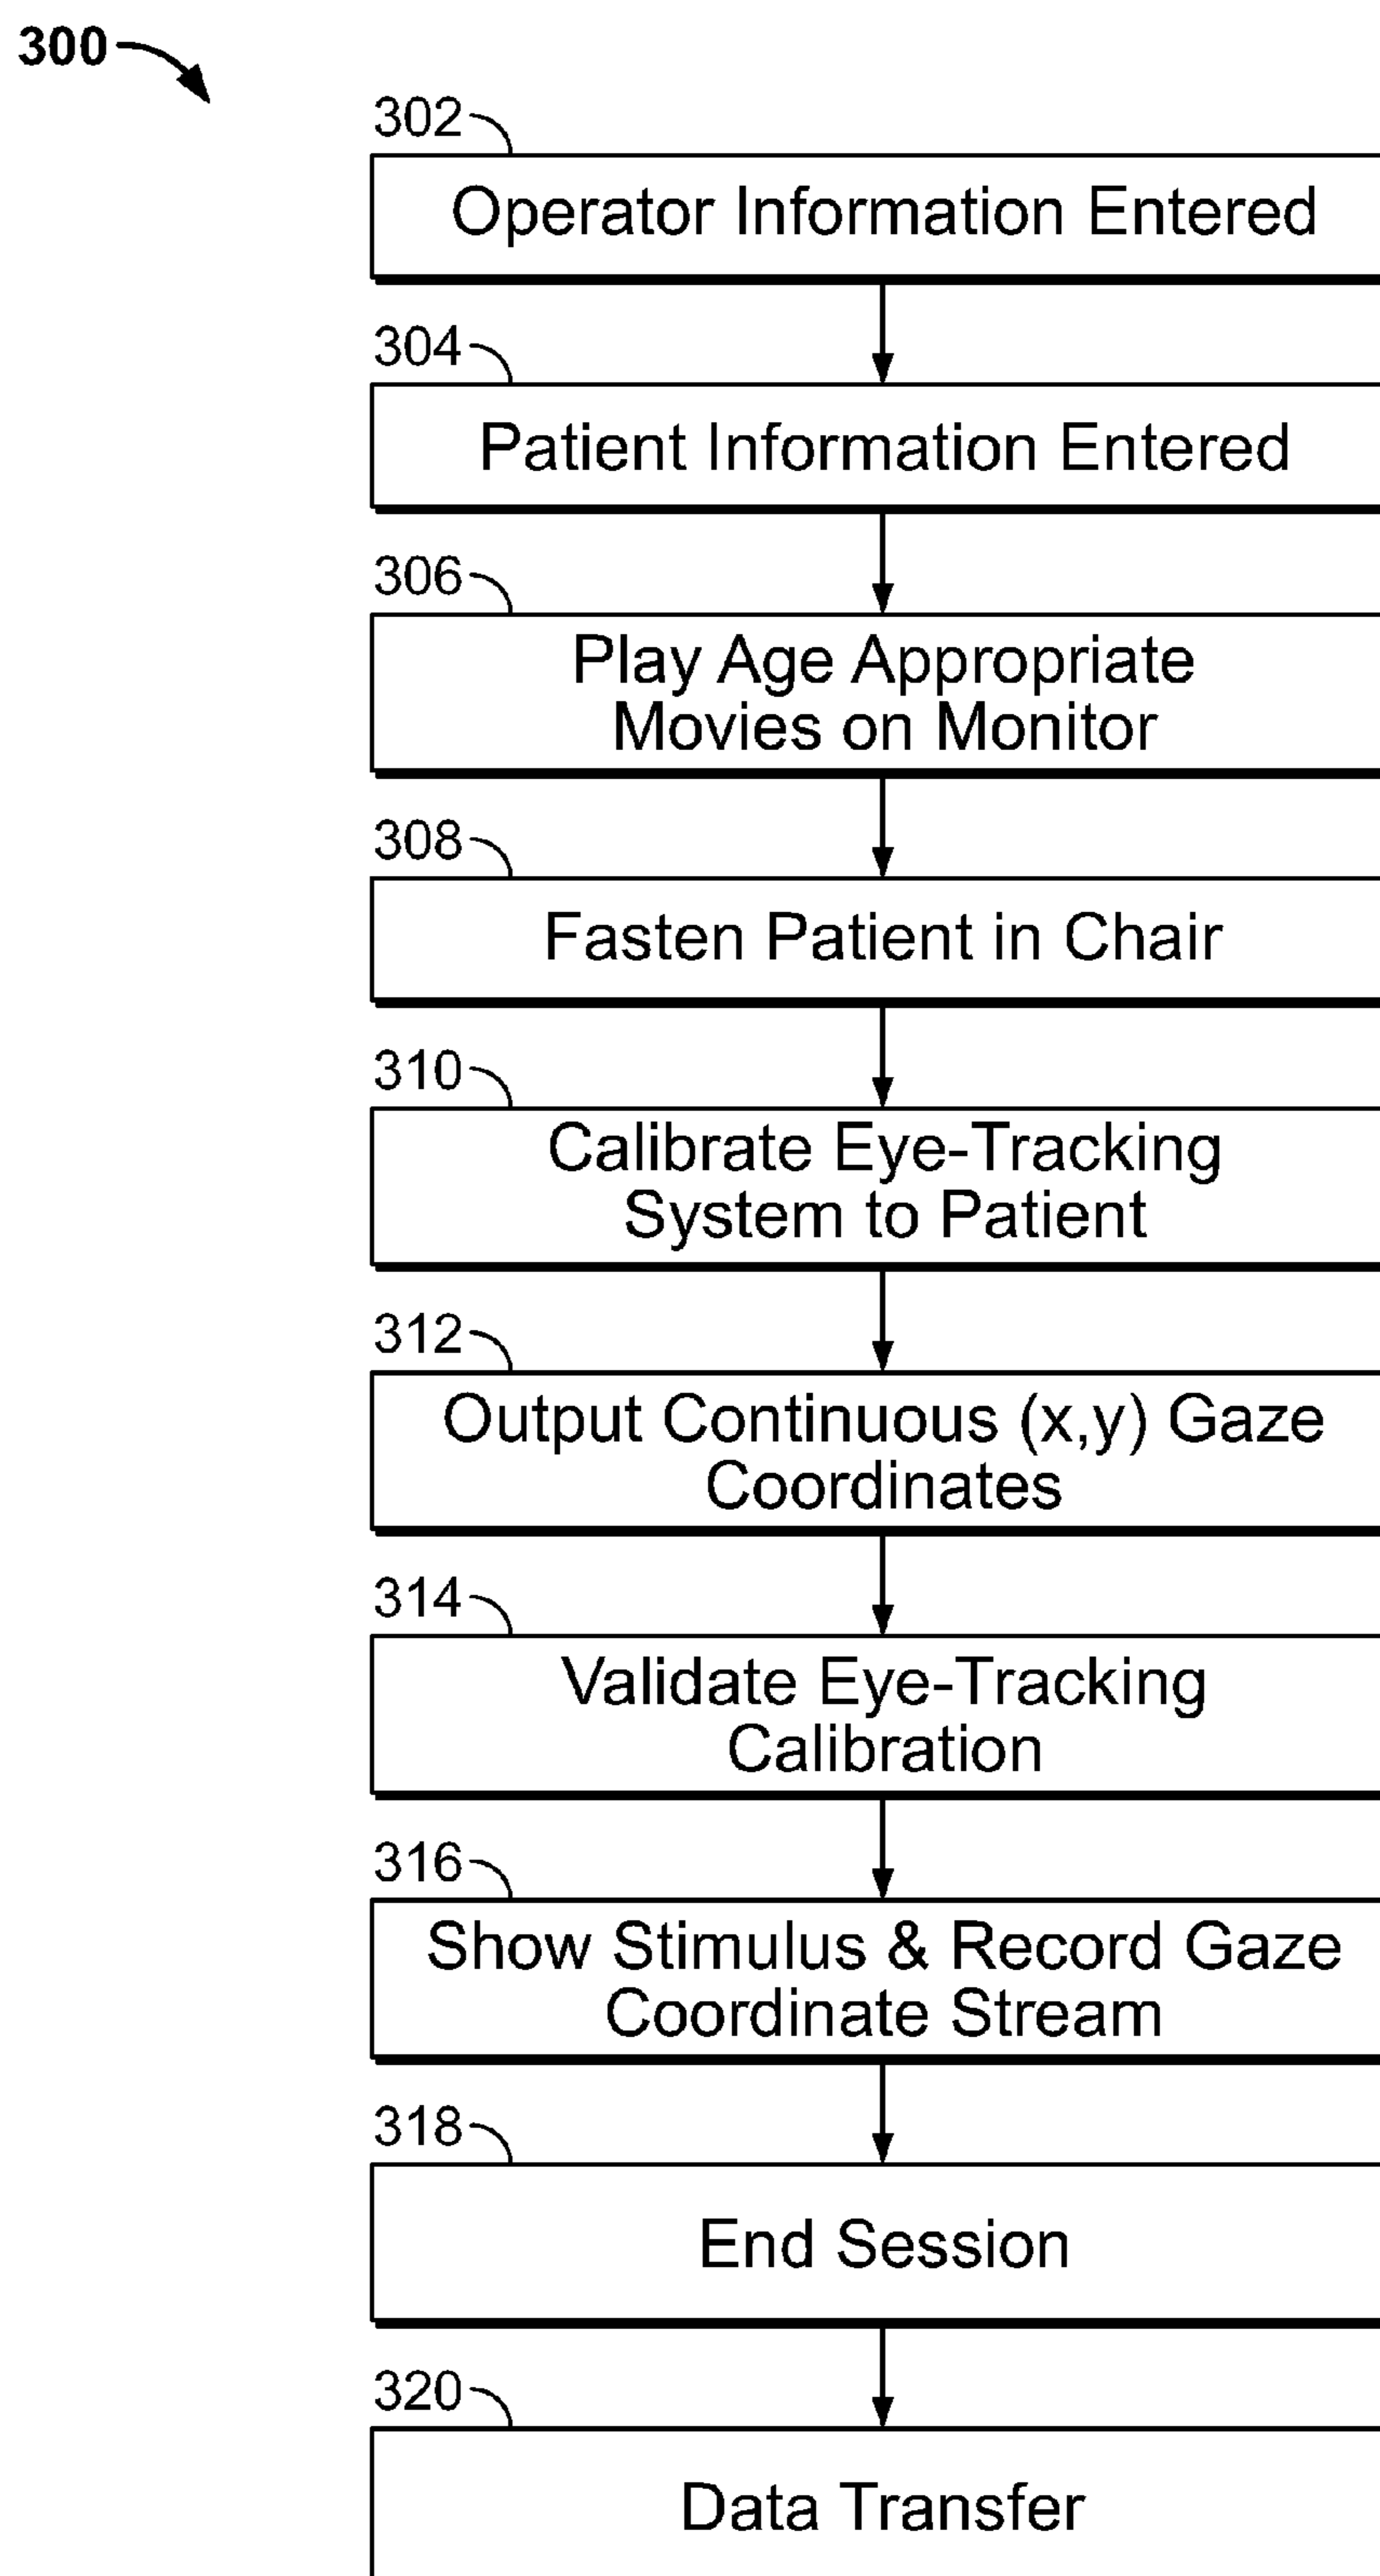 300
302
Operator Information Entered
304
Patient Information Entered
306
Play Age Appropriate
Movies on Monitor
308
Fasten Patient in Chair
310
Calibrate Eye-Tracking
System to Patient
312
Output Continuous (x,y) Gaze
Coordinates
314
Validate Eye-Tracking
Calibration
316
Show Stimulus & Record Gaze
Coordinate Stream
318
End Session
320
Data Transfer